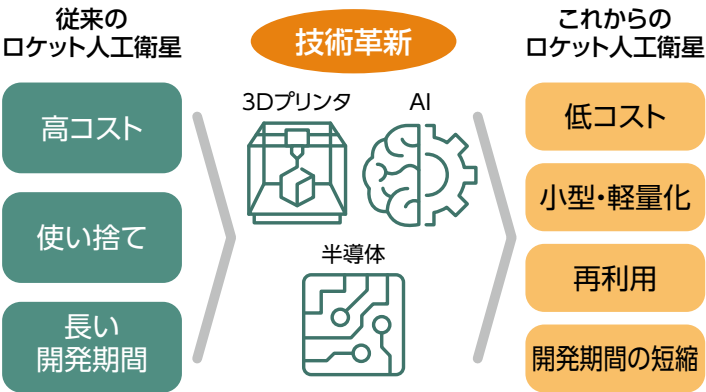 従来の
ロケット人工衛星
高コスト
使い捨て
長い
開発期間
技術革新
3Dプリンタ
AI
半導体
これからの
ロケット人工衛星
低コスト
小型・軽量化
再利用
開発期間の短縮